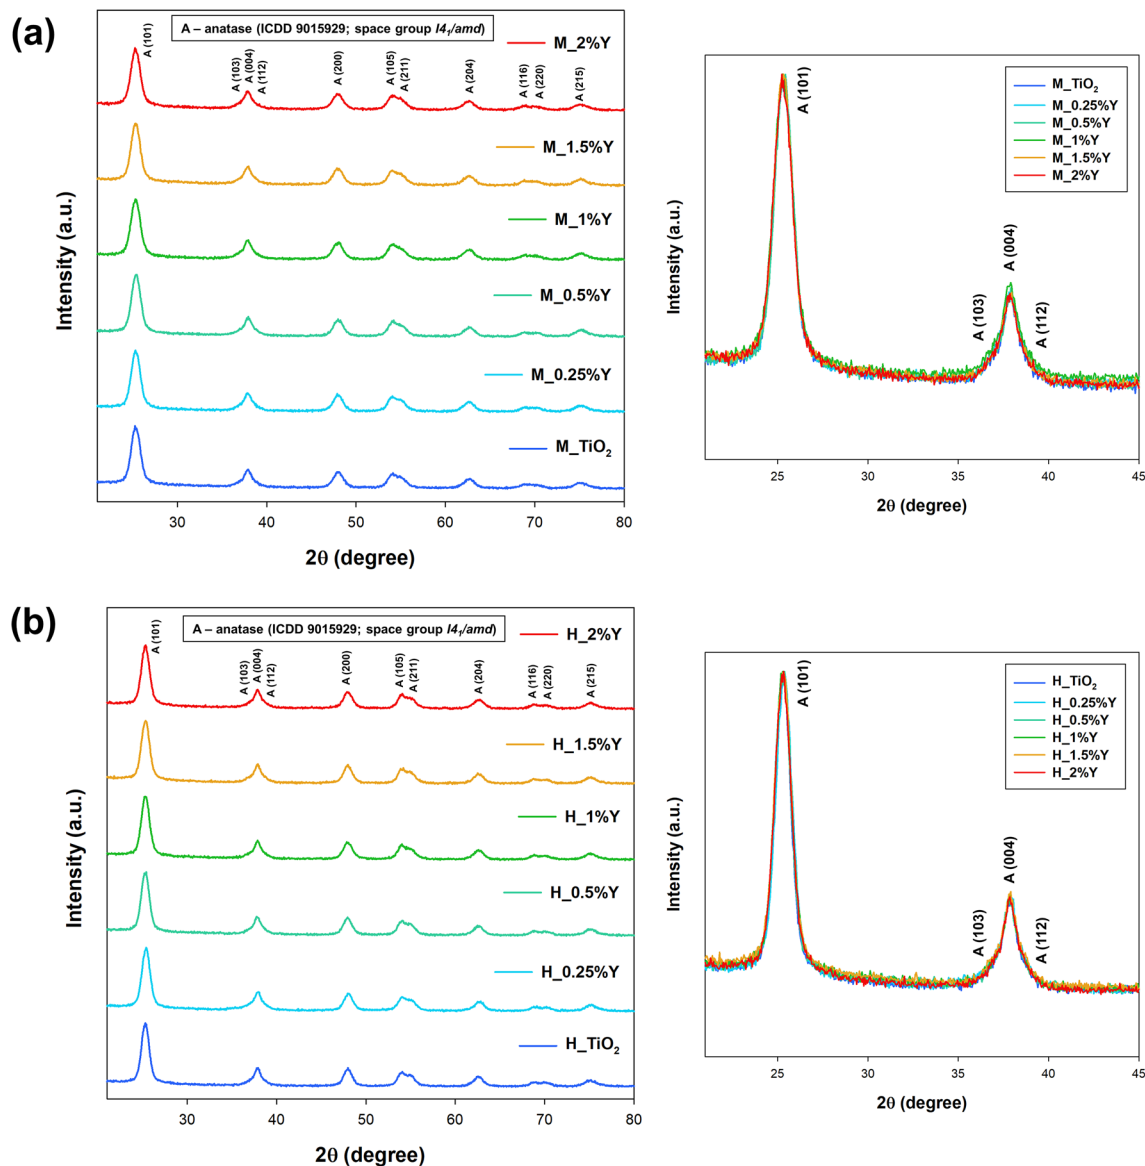 (a)
A – anatase (ICDD 9015929; space group I4₁/amd)
M_2%Y
A (101)
A (103)
A (004)
A (112)
A (200)
A (105)
A (211)
A (204)
A (116)
A (220)
A (215)
M_1.5%Y
M_1%Y
M_0.5%Y
M_0.25%Y
M_TiO₂
Intensity (a.u.)
30 40 50 60 70 80
2θ (degree)
A (101)
M_TiO₂
M_0.25%Y
M_0.5%Y
M_1%Y
M_1.5%Y
M_2%Y
A (103)
A (004)
A (112)
Intensity (a.u.)
25 30 35 40 45
2θ (degree)
(b)
A – anatase (ICDD 9015929; space group I4₁/amd)
H_2%Y
A (101)
A (103)
A (004)
A (112)
A (200)
A (105)
A (211)
A (204)
A (116)
A (220)
A (215)
H_1.5%Y
H_1%Y
H_0.5%Y
H_0.25%Y
H_TiO₂
Intensity (a.u.)
30 40 50 60 70 80
2θ (degree)
A (101)
H_TiO₂
H_0.25%Y
H_0.5%Y
H_1%Y
H_1.5%Y
H_2%Y
A (103)
A (004)
A (112)
Intensity (a.u.)
25 30 35 40 45
2θ (degree)